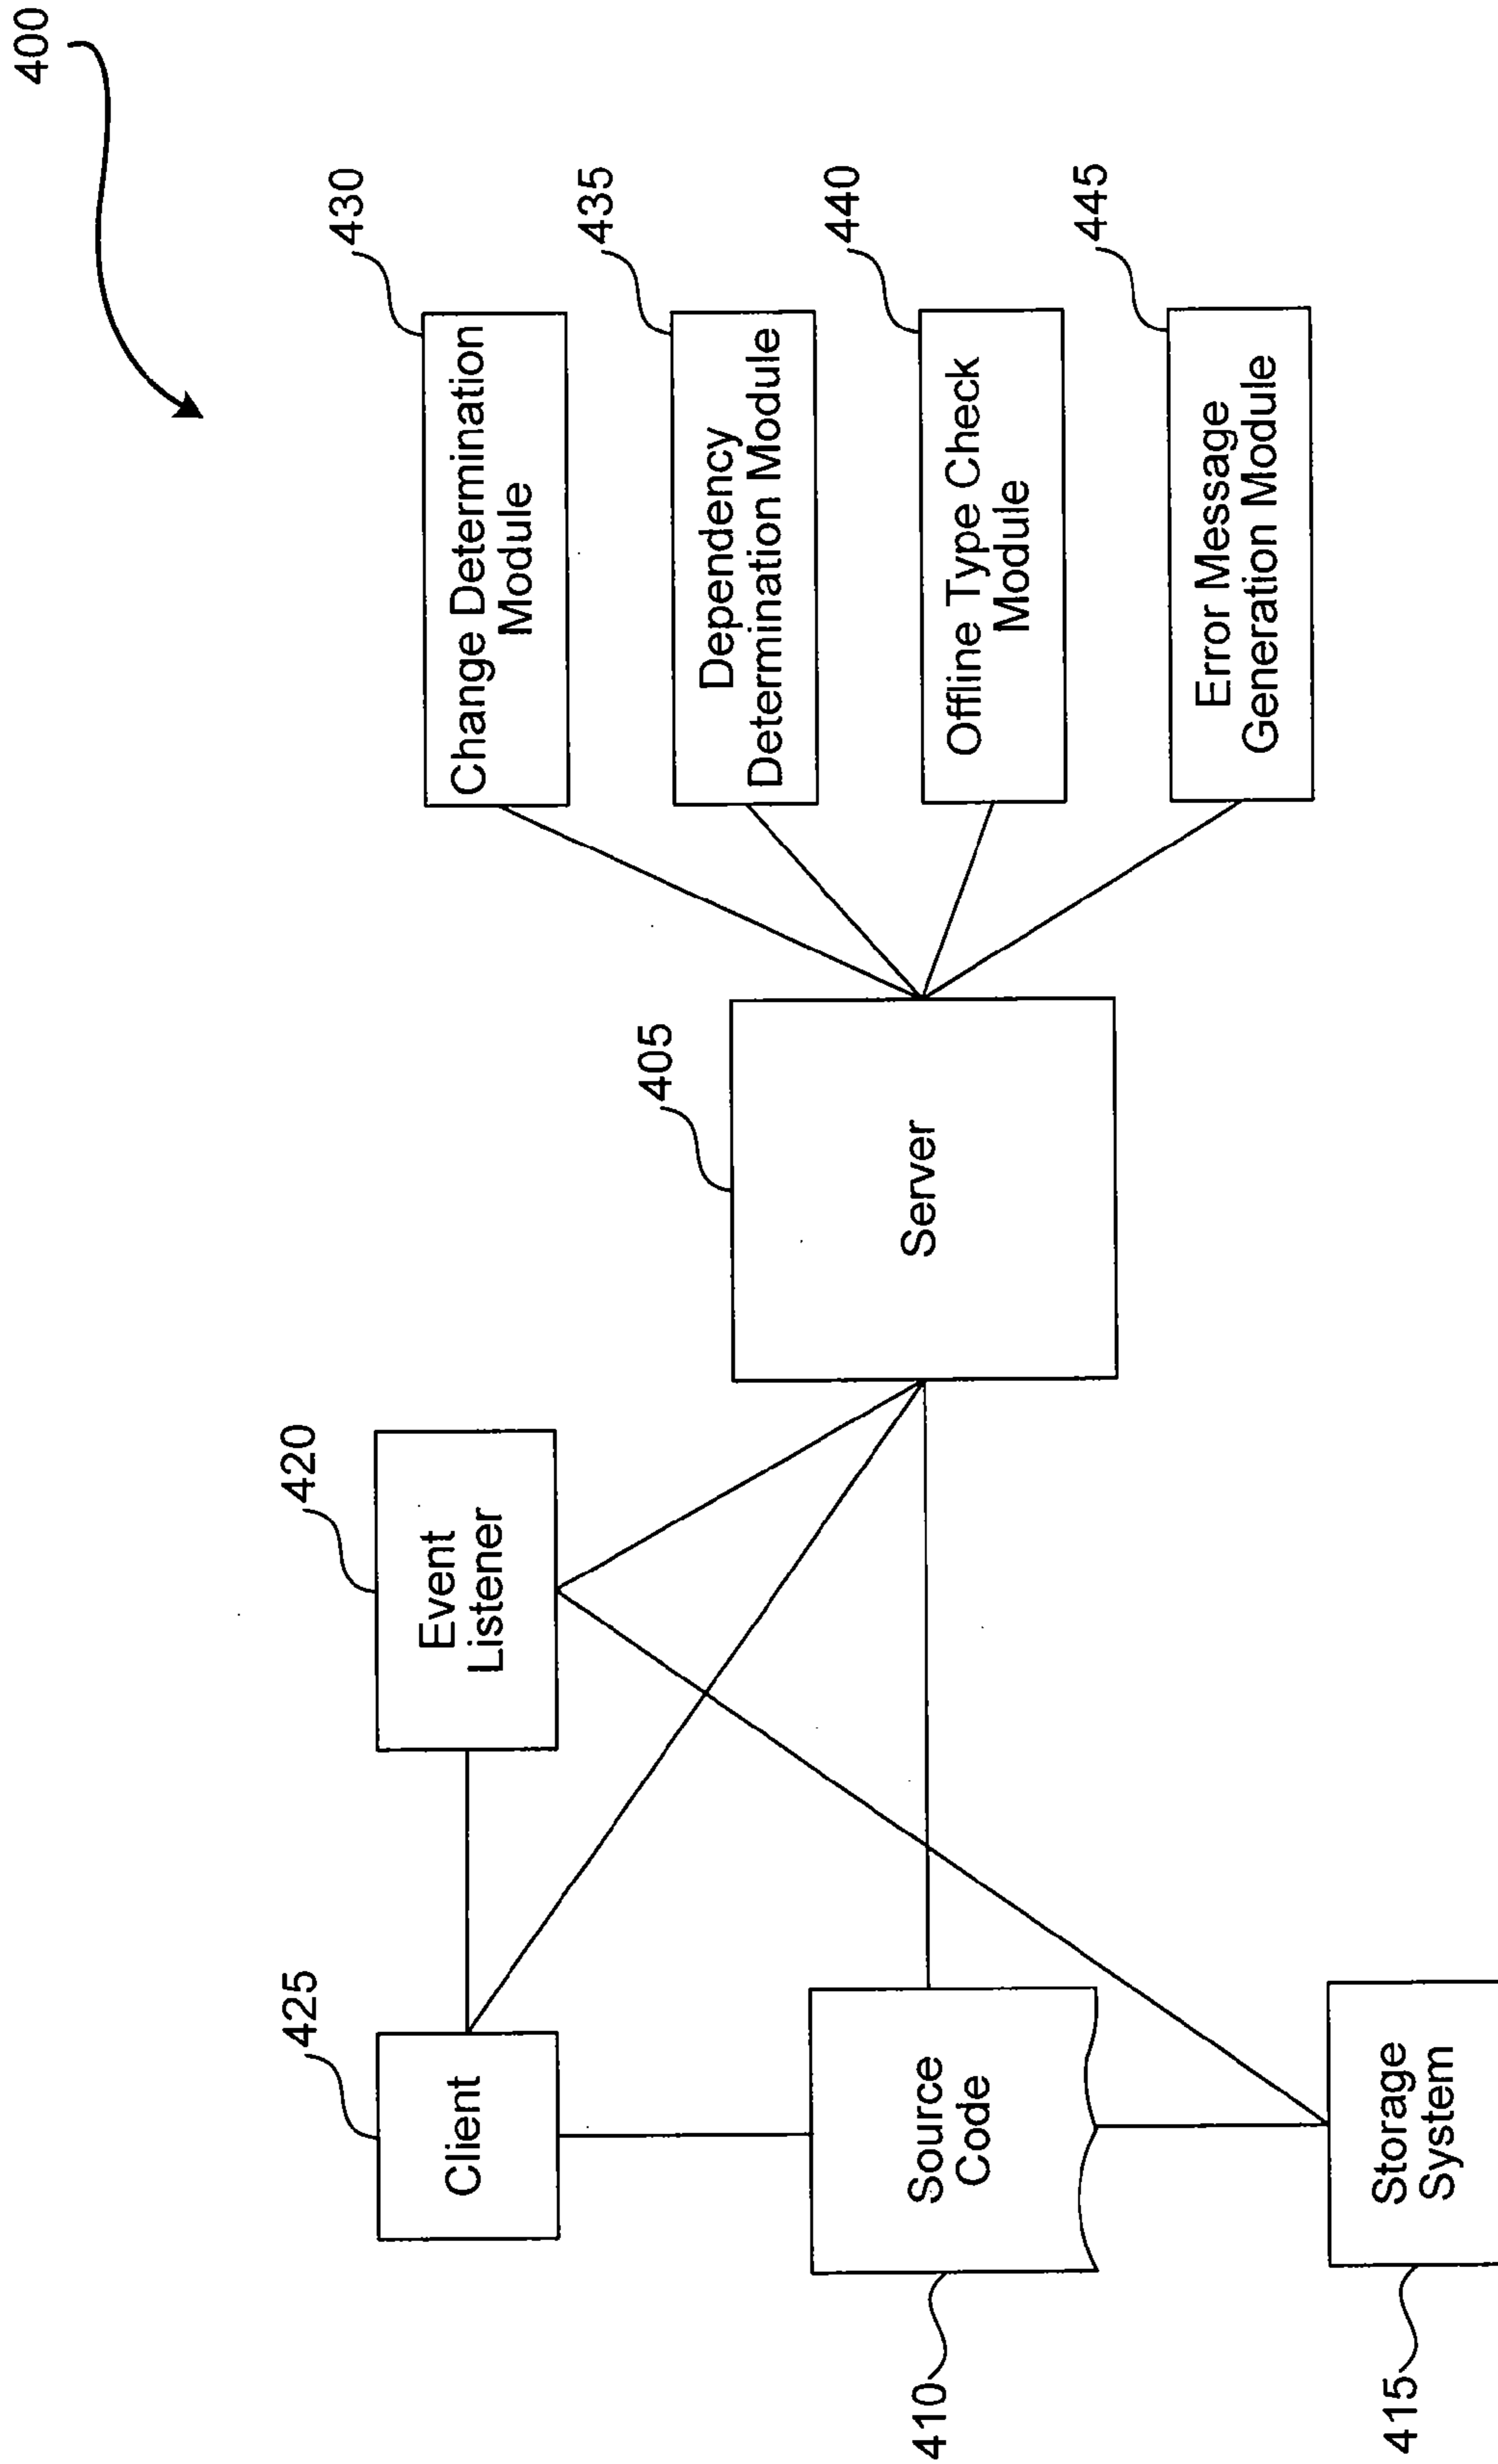 400
425
Client
420
Event
Listener
430
Change Determination
Module
435
Dependency
Determination Module
405
Server
410
Source
Code
440
Offline Type Check
Module
445
Error Message
Generation Module
415
Storage
System